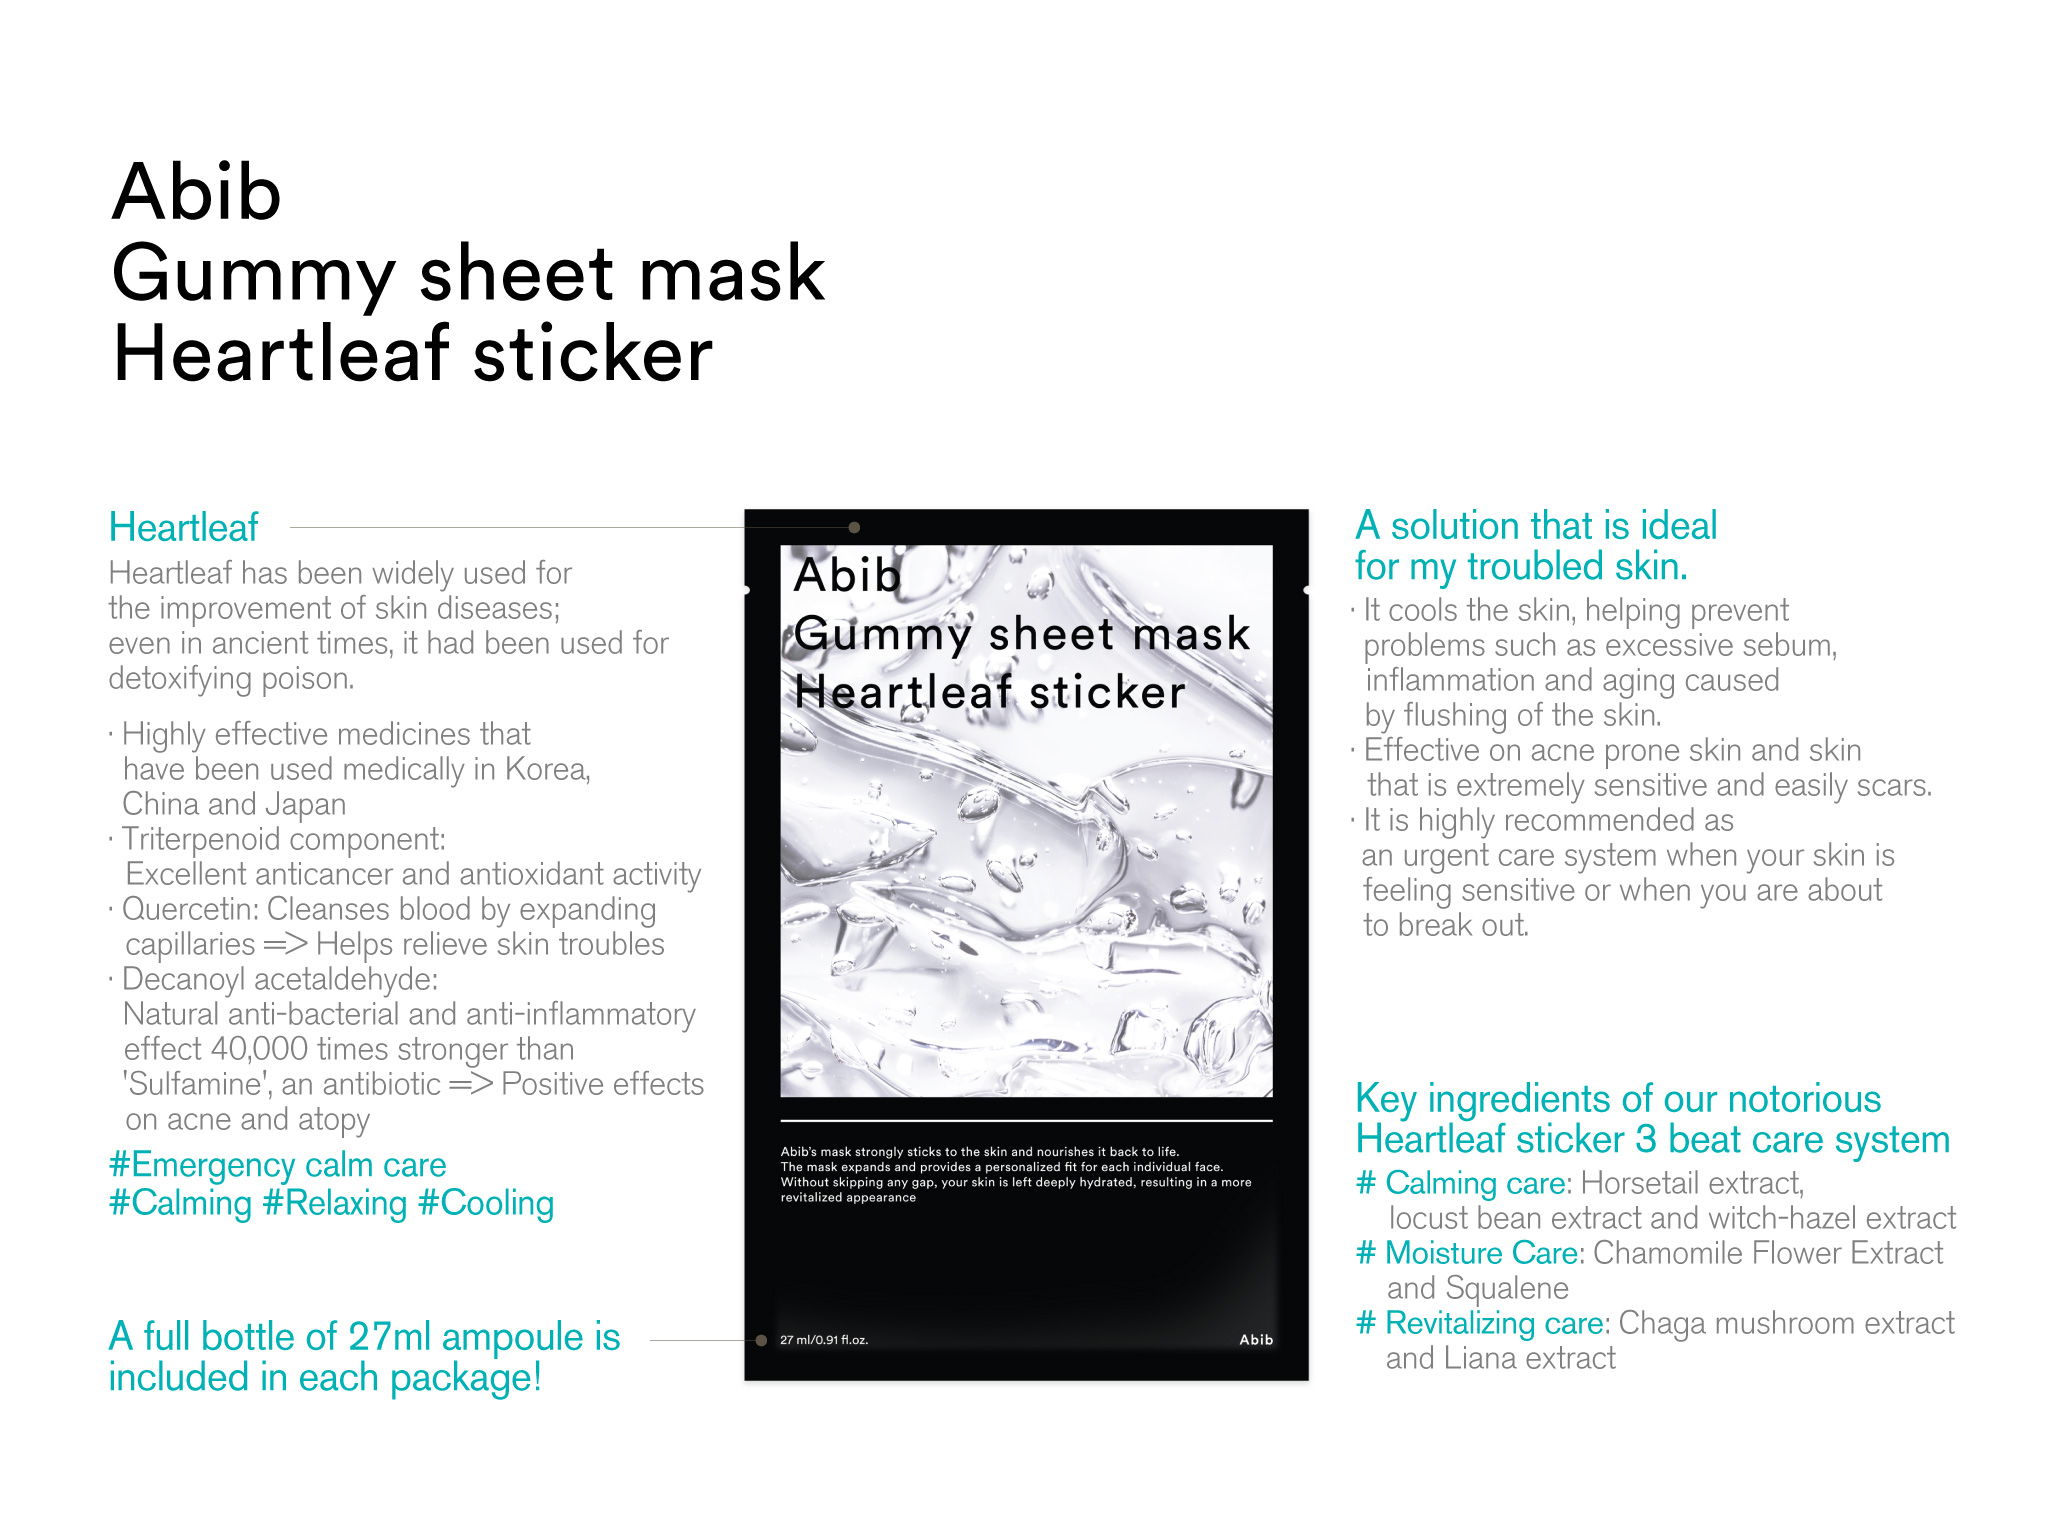 Abib
Gummy sheet mask
Heartleaf sticker
Heartleaf
Heartleaf has been widely used for
the improvement of skin diseases;
even in ancient times, it had been used for
detoxifying poison.
· Highly effective medicines that
have been used medically in Korea,
China and Japan
· Triterpenoid component:
Excellent anticancer and antioxidant activity
· Quercetin: Cleanses blood by expanding
capillaries => Helps relieve skin troubles
· Decanoyl acetaldehyde:
Natural anti-bacterial and anti-inflammatory
effect 40,000 times stronger than
'Sulfamine', an antibiotic => Positive effects
on acne and atopy
#Emergency calm care
#Calming #Relaxing #Cooling
A full bottle of 27ml ampoule is
included in each package!
Abib
Gummy sheet mask
Heartleaf sticker
Abib's mask strongly sticks to the skin and nourishes it back to life.
The mask expands and provides a personalized fit for each individual face.
Without skipping any gap, your skin is left deeply hydrated, resulting in a more
revitalized appearance
27 ml/0.91 fl.oz.
Abib
A solution that is ideal
for my troubled skin.
· It cools the skin, helping prevent
problems such as excessive sebum,
inflammation and aging caused
by flushing of the skin.
· Effective on acne prone skin and skin
that is extremely sensitive and easily scars.
· It is highly recommended as
an urgent care system when your skin is
feeling sensitive or when you are about
to break out.
Key ingredients of our notorious
Heartleaf sticker 3 beat care system
# Calming care: Horsetail extract,
locust bean extract and witch-hazel extract
# Moisture Care: Chamomile Flower Extract
and Squalene
# Revitalizing care: Chaga mushroom extract
and Liana extract